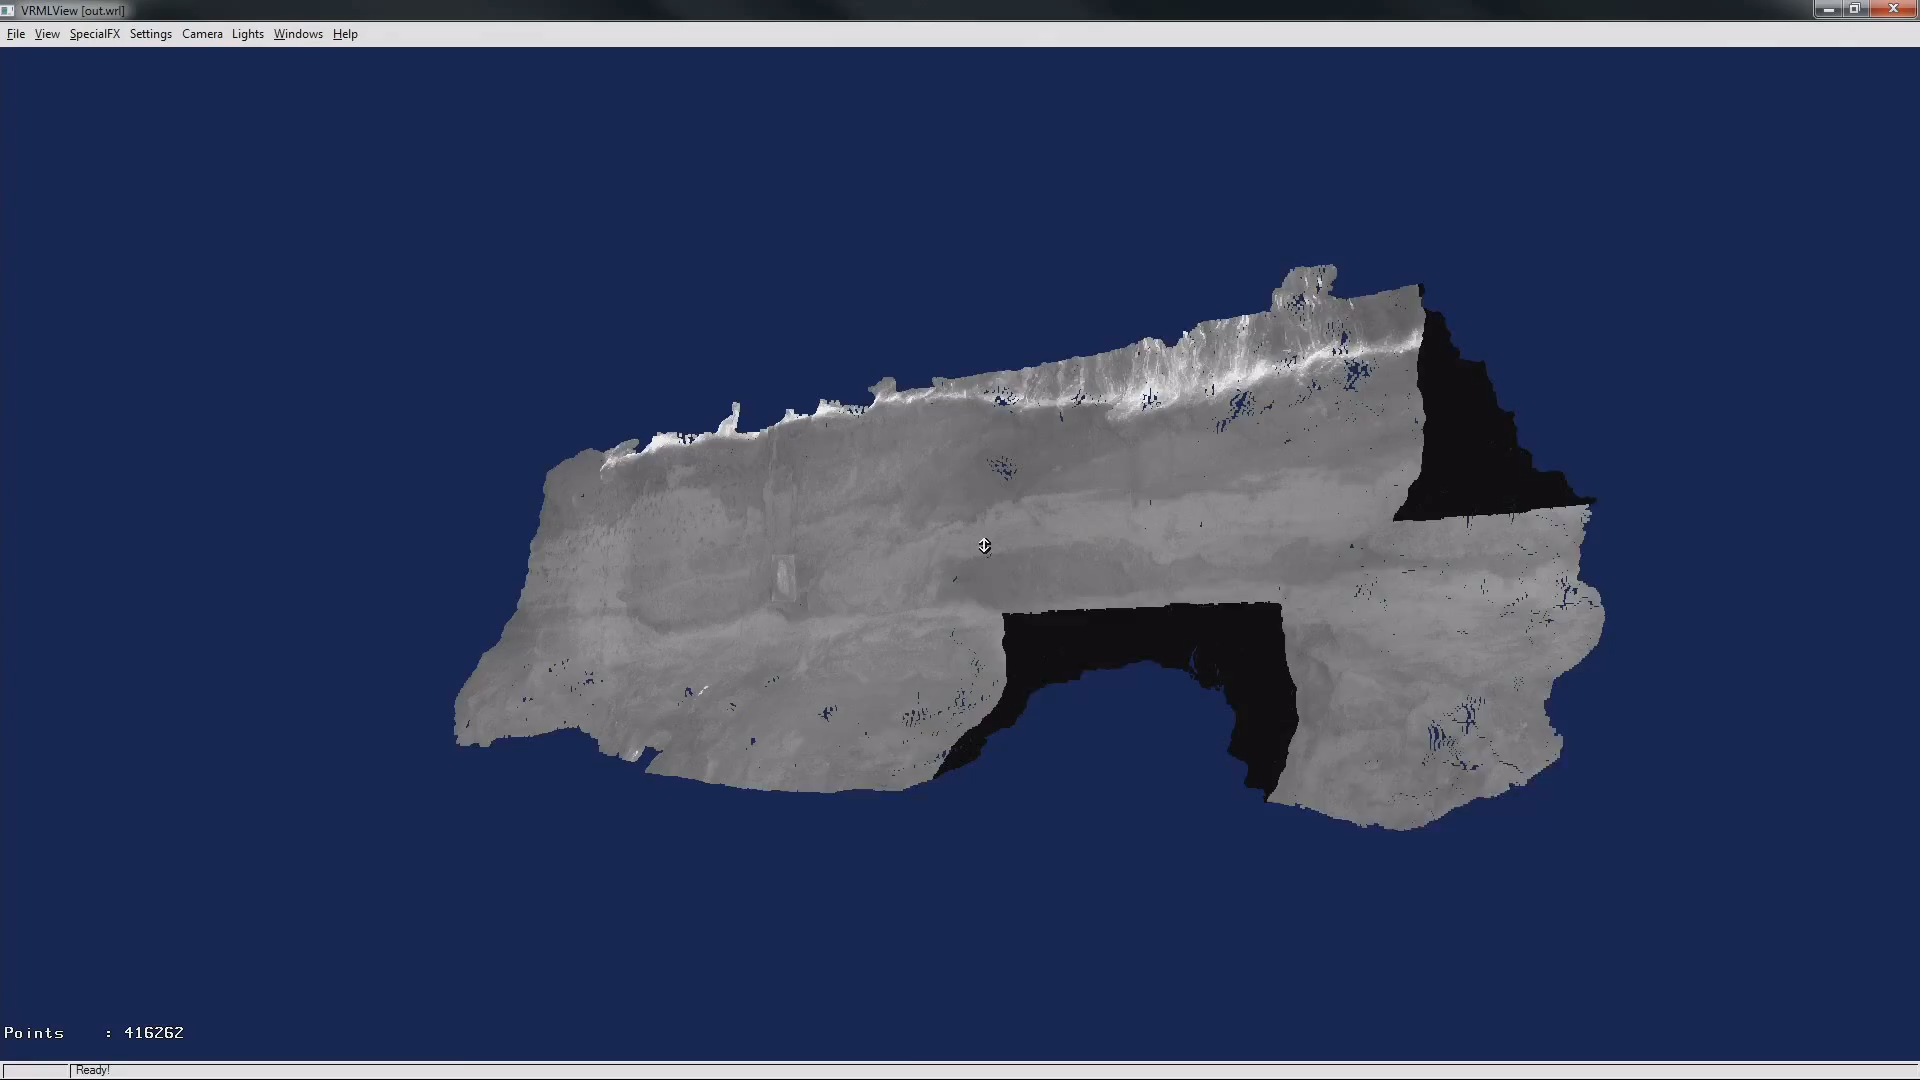 VRMLView [out.wrl]
File View SpecialFX Settings Camera Lights Windows Help
Points : 416262
Ready!